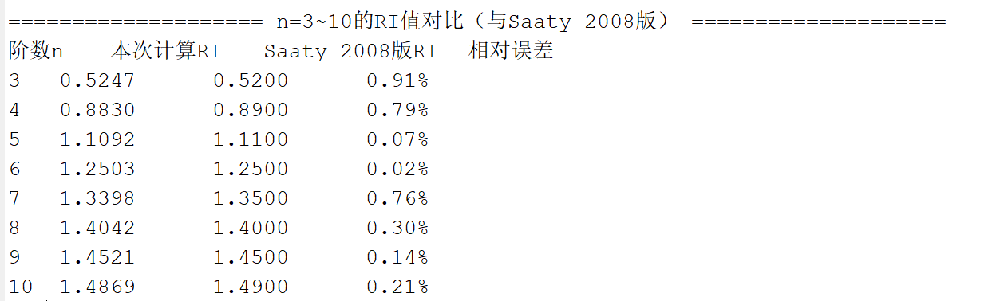 ==================== n=3~10的RI值对比（与Saaty 2008版） ====================
阶数n 本次计算RI Saaty 2008版RI 相对误差
3 0.5247 0.5200 0.91%
4 0.8830 0.8900 0.79%
5 1.1092 1.1100 0.07%
6 1.2503 1.2500 0.02%
7 1.3398 1.3500 0.76%
8 1.4042 1.4000 0.30%
9 1.4521 1.4500 0.14%
10 1.4869 1.4900 0.21%